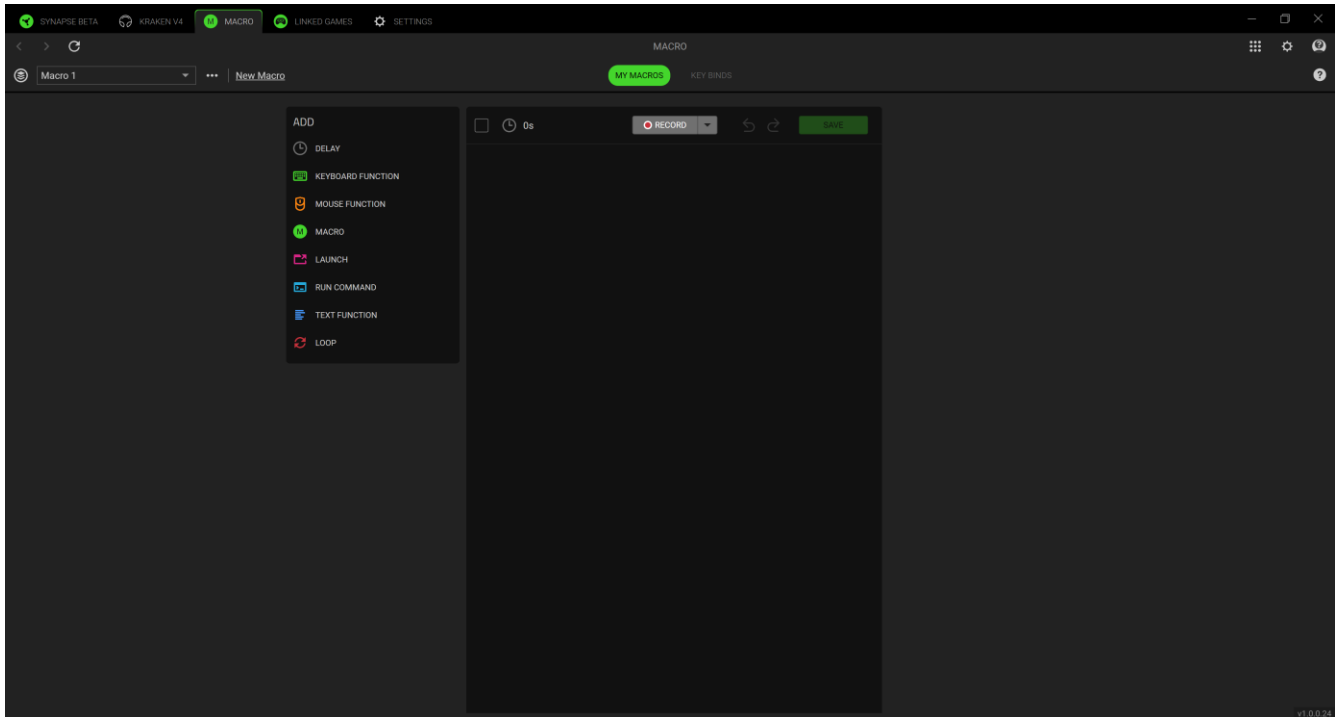 SYNAPSE BETA KRAKEN V4 M MACRO LINKED GAMES SETTINGS
MACRO
Macro 1 New Macro MY MACROS KEY BINDS ?
ADD
0s RECORD SAVE
DELAY
KEYBOARD FUNCTION
MOUSE FUNCTION
M MACRO
LAUNCH
RUN COMMAND
TEXT FUNCTION
LOOP
v1.0.0.24